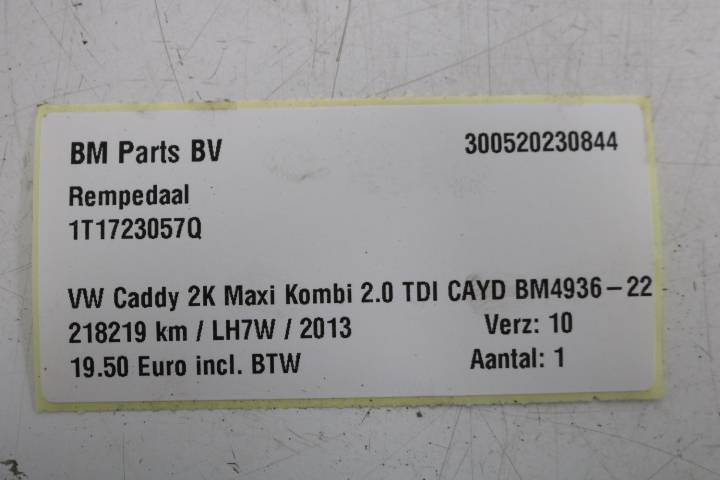 BM Parts BV 300520230844
Rempedaal
1T1723057Q
VW Caddy 2K Maxi Kombi 2.0 TDI CAYD BM4936-22
218219 km / LH7W / 2013 Verz: 10
19.50 Euro incl. BTW Aantal: 1